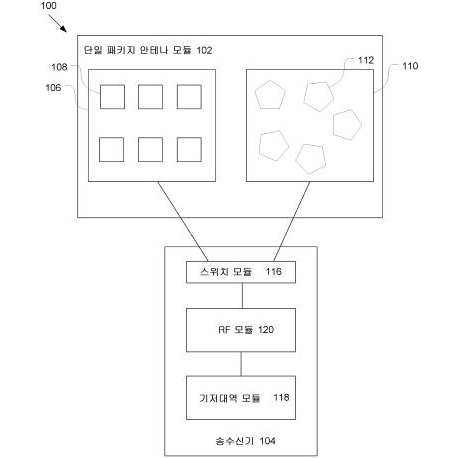 100
단일 패키지 안테나 모듈 102
108
106
112
110
스위치 모듈 116
RF 모듈 120
기저대역 모듈 118
송수신기 104